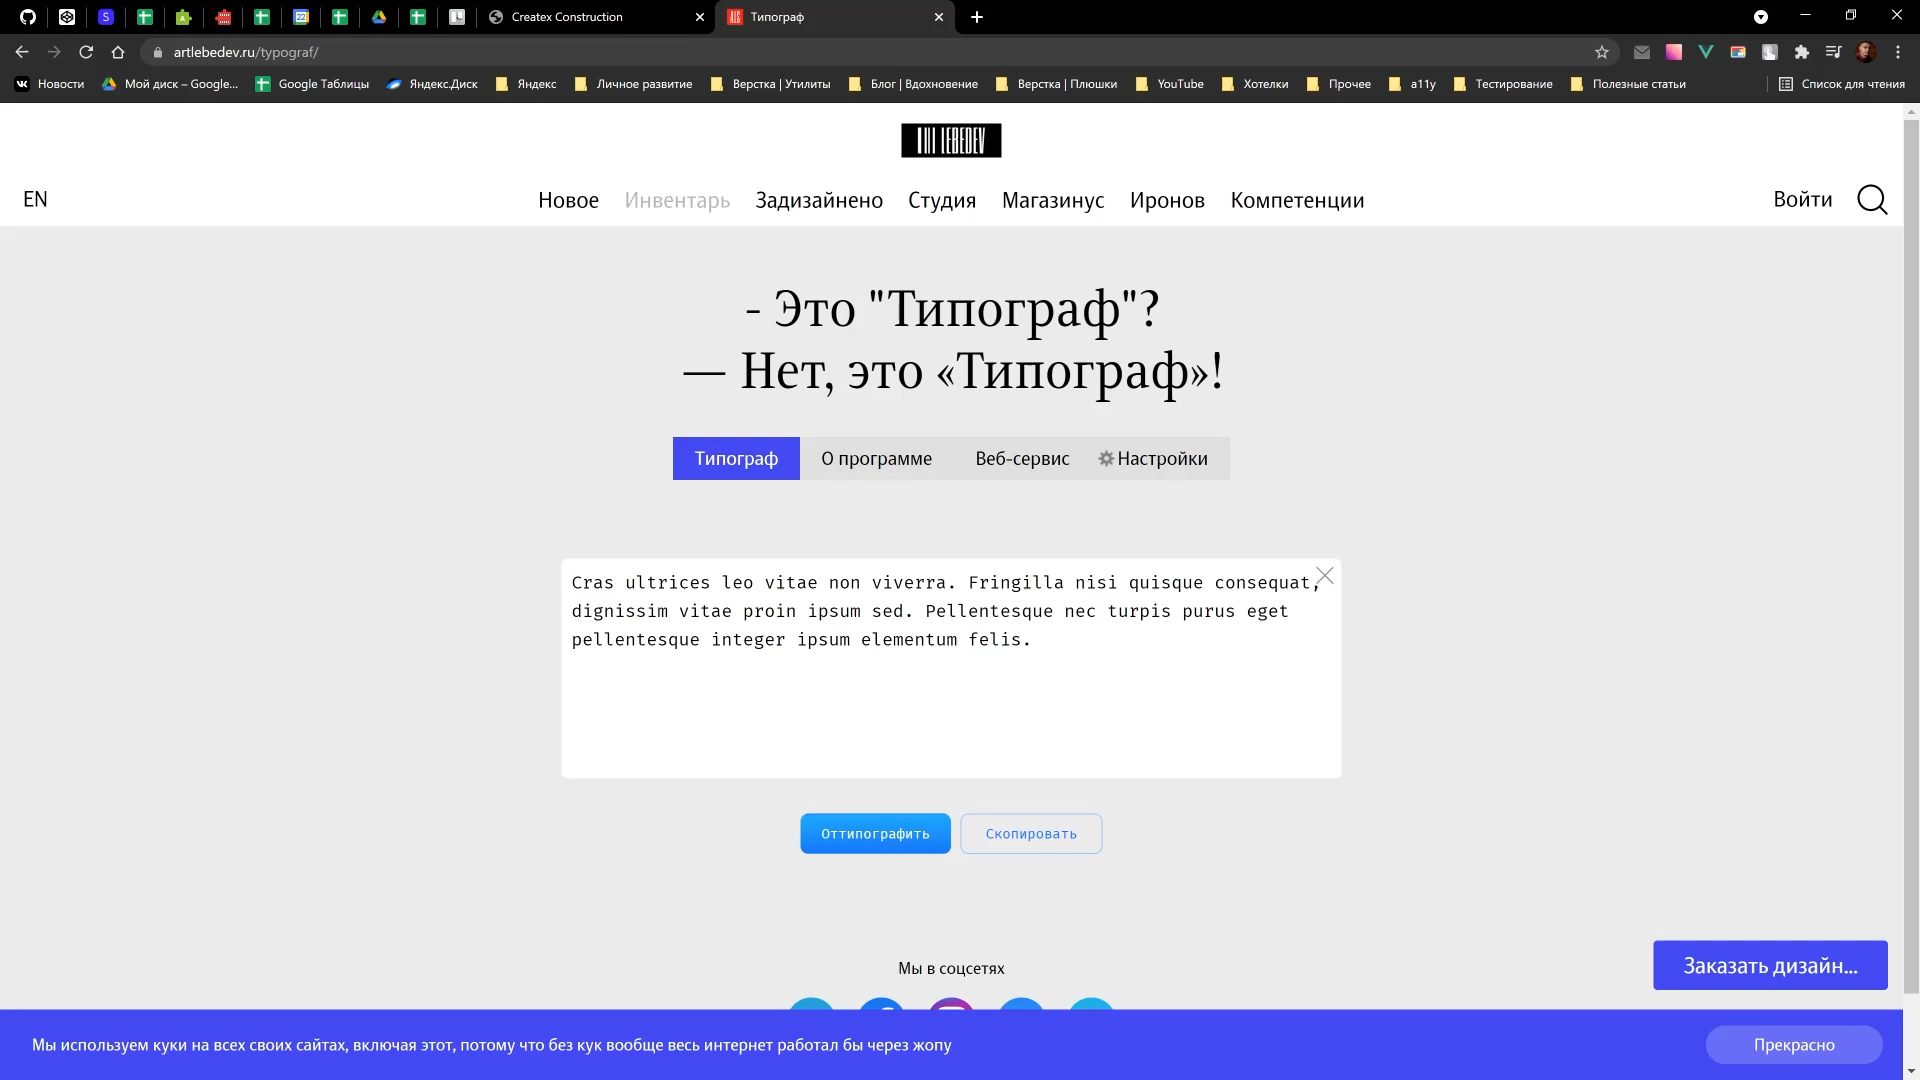 S
22
Createx Construction
Типограф
artlebedev.ru/typograf/
Новости
Мой диск – Google...
Google Таблицы
Яндекс.Диск
Яндекс
Личное развитие
Верстка | Утилиты
Блог | Вдохновение
Верстка | Плюшки
YouTube
Хотелки
Прочее
a11y
Тестирование
Полезные статьи
Список для чтения
LEBEDEV
EN
Новое
Инвентарь
Задизайнено
Студия
Магазинус
Иронов
Компетенции
Войти
- Это "Типограф"?
— Нет, это «Типограф»!
Типограф
О программе
Веб-сервис
Настройки
Cras ultrices leo vitae non viverra. Fringilla nisi quisque consequat,
dignissim vitae proin ipsum sed. Pellentesque nec turpis purus eget
pellentesque integer ipsum elementum felis.
Оттипографить
Скопировать
Мы в соцсетях
Заказать дизайн...
Мы используем куки на всех своих сайтах, включая этот, потому что без кук вообще весь интернет работал бы через жопу
Прекрасно